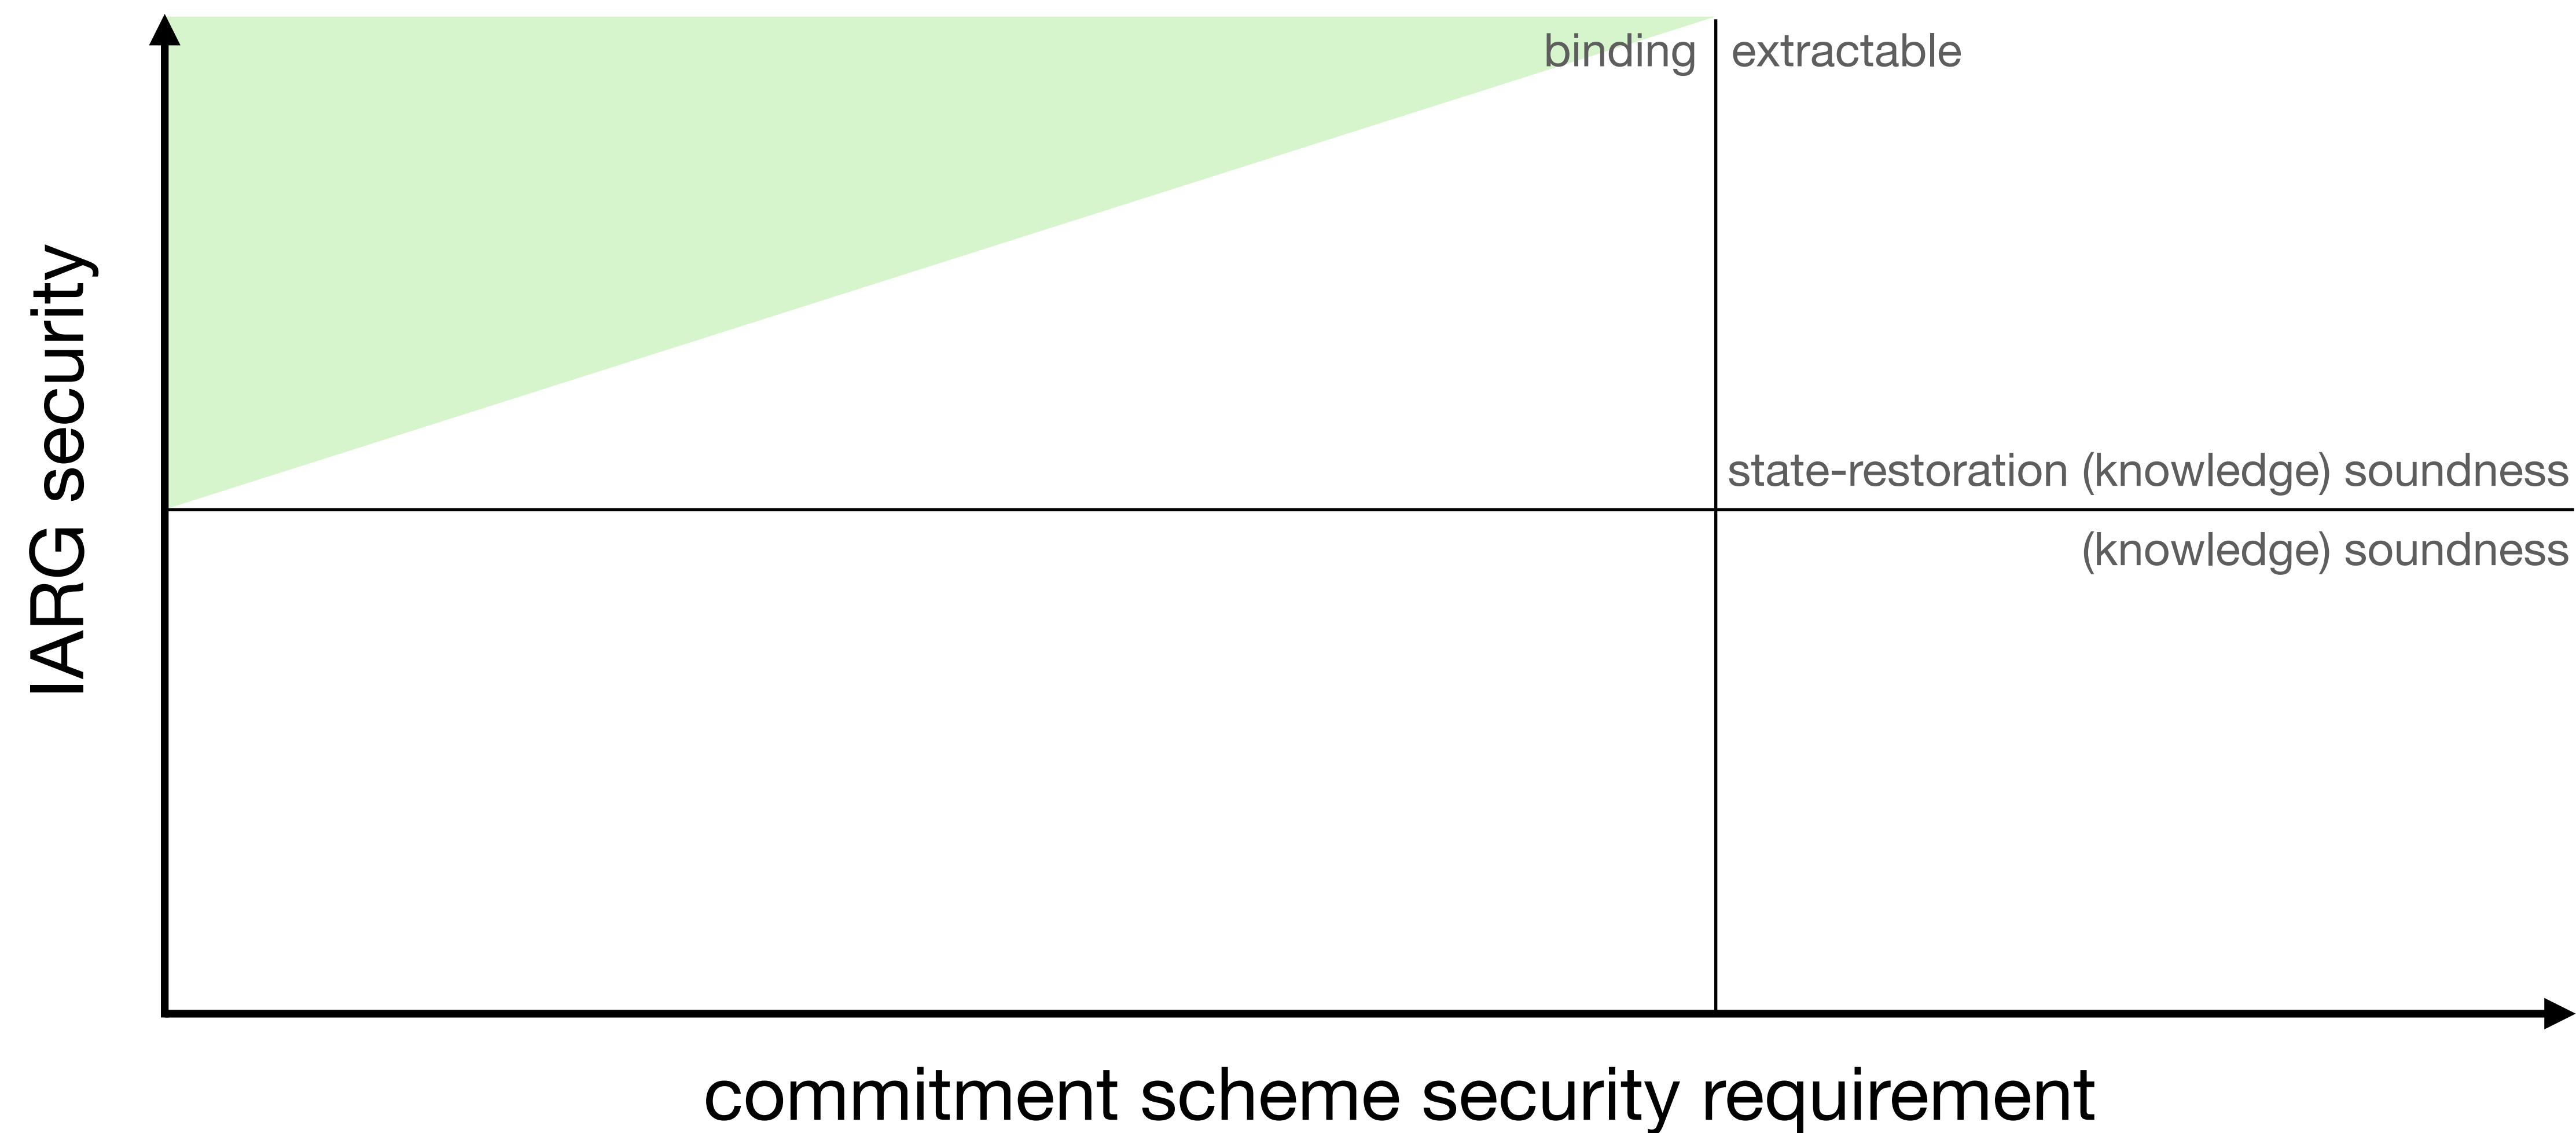 binding
extractable
IARG security
state-restoration (knowledge) soundness
(knowledge) soundness
commitment scheme security requirement